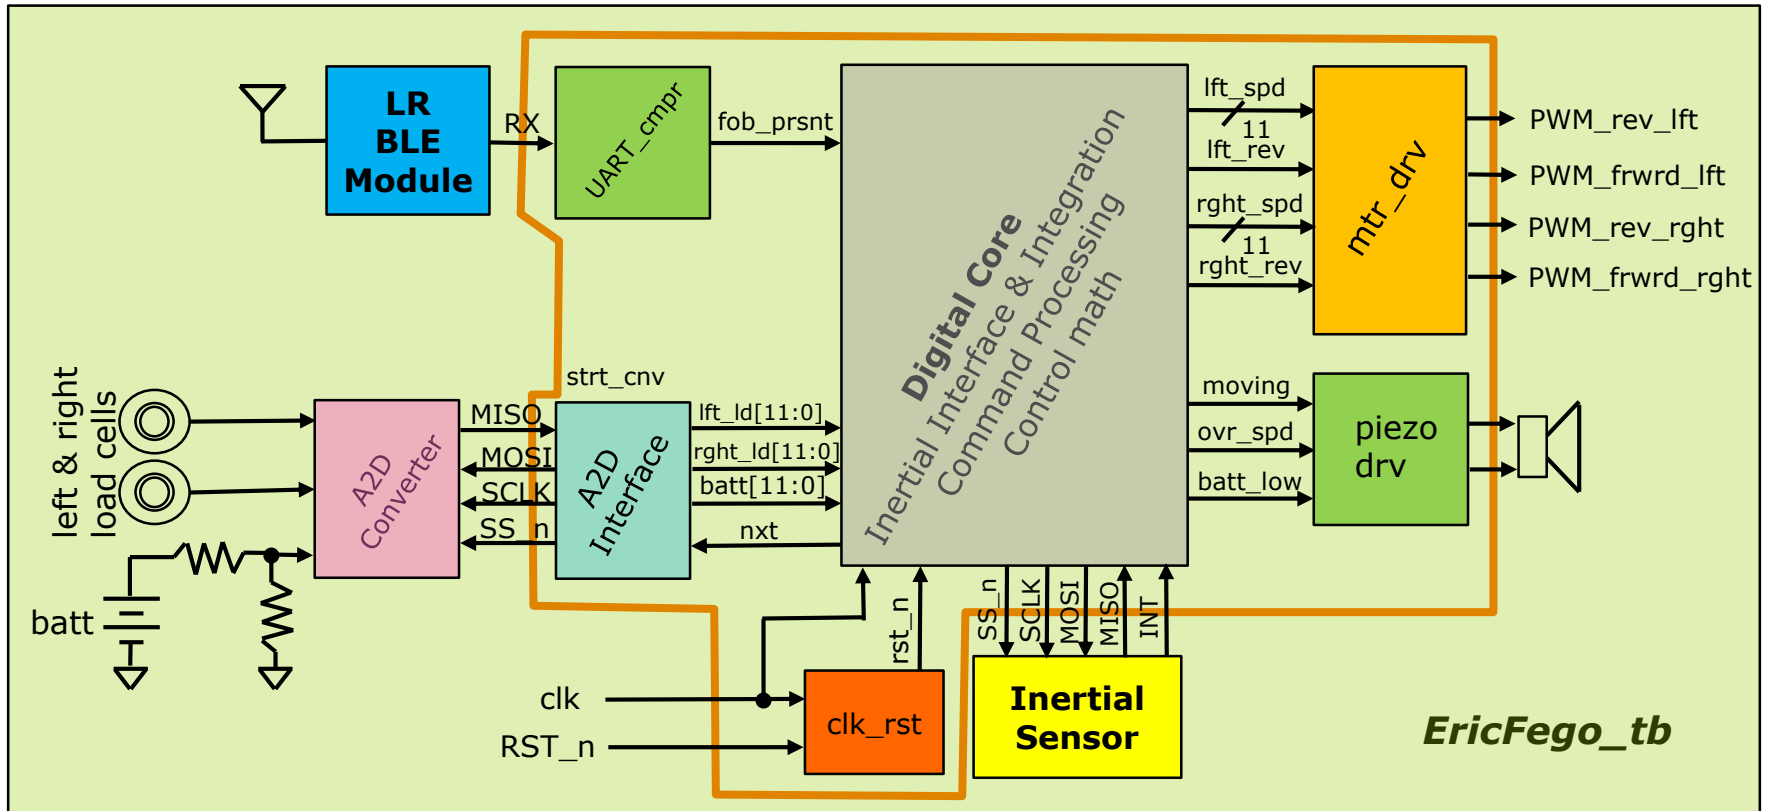 LR
BLE
Module
RX
UART_cmpr
fob_prsnt
Digital Core
Inertial Interface & Integration
Command Processing
Control math
lft_spd
11
lft_rev
rght_spd
11
rght_rev
mtr_drv
PWM_rev_lft
PWM_frwrd_lft
PWM_rev_rght
PWM_frwrd_rght
left & right
load cells
A2D
Converter
MISO
MOSI
SCLK
SS_n
strt_cnv
A2D
Interface
lft_ld[11:0]
rght_ld[11:0]
batt[11:0]
nxt
moving
ovr_spd
batt_low
piezo
drv
batt
clk
RST_n
clk_rst
rst_n
SS_n
SCLK
MOSI
MISO
INT
Inertial
Sensor
EricFego_tb